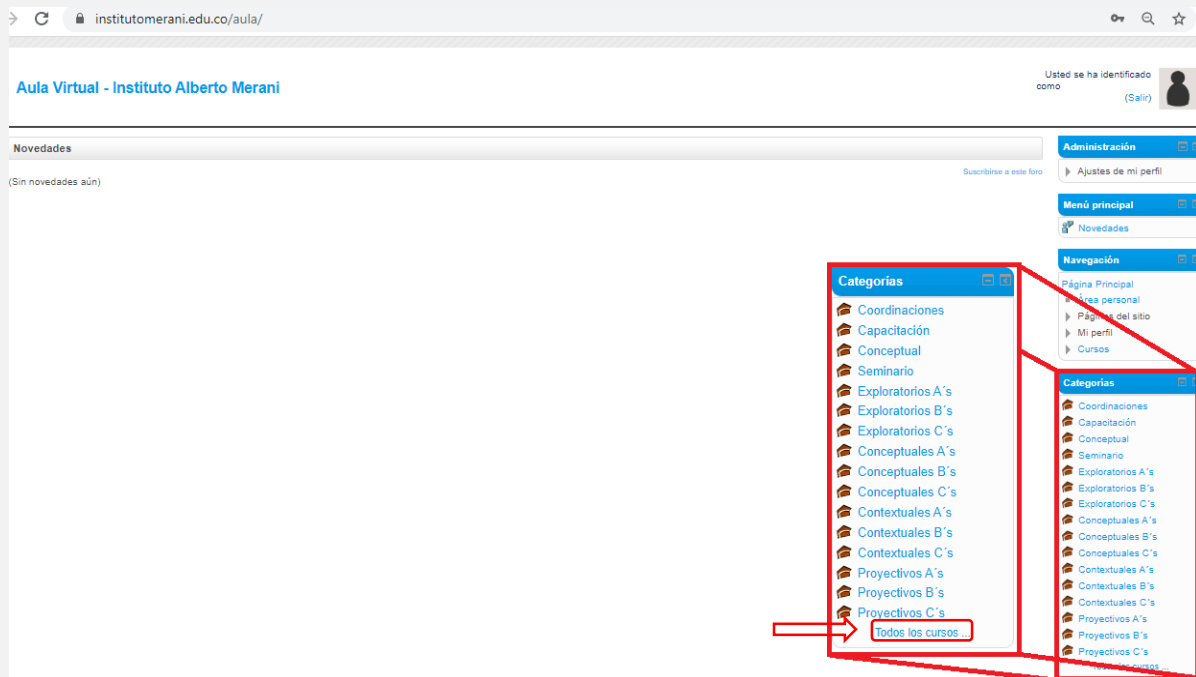 institutomerani.edu.co/aula/
Aula Virtual - Instituto Alberto Merani
Usted se ha identificado
como
(Salir)
Novedades
Suscribirse a este foro
(Sin novedades aún)
Administración
Ajustes de mi perfil
Menú principal
Novedades
Navegación
Página Principal
Área personal
Páginas del sitio
Mi perfil
Cursos
Categorías
Coordinaciones
Capacitación
Conceptual
Seminario
Exploratorios A´s
Exploratorios B´s
Exploratorios C´s
Conceptuales A´s
Conceptuales B´s
Conceptuales C´s
Contextuales A´s
Contextuales B´s
Contextuales C´s
Proyectivos A´s
Proyectivos B´s
Proyectivos C´s
Todos los cursos ...
Categorías
Coordinaciones
Capacitación
Conceptual
Seminario
Exploratorios A´s
Exploratorios B´s
Exploratorios C´s
Conceptuales A´s
Conceptuales B´s
Conceptuales C´s
Contextuales A´s
Contextuales B´s
Contextuales C´s
Proyectivos A´s
Proyectivos B´s
Proyectivos C´s
Todos los cursos ...